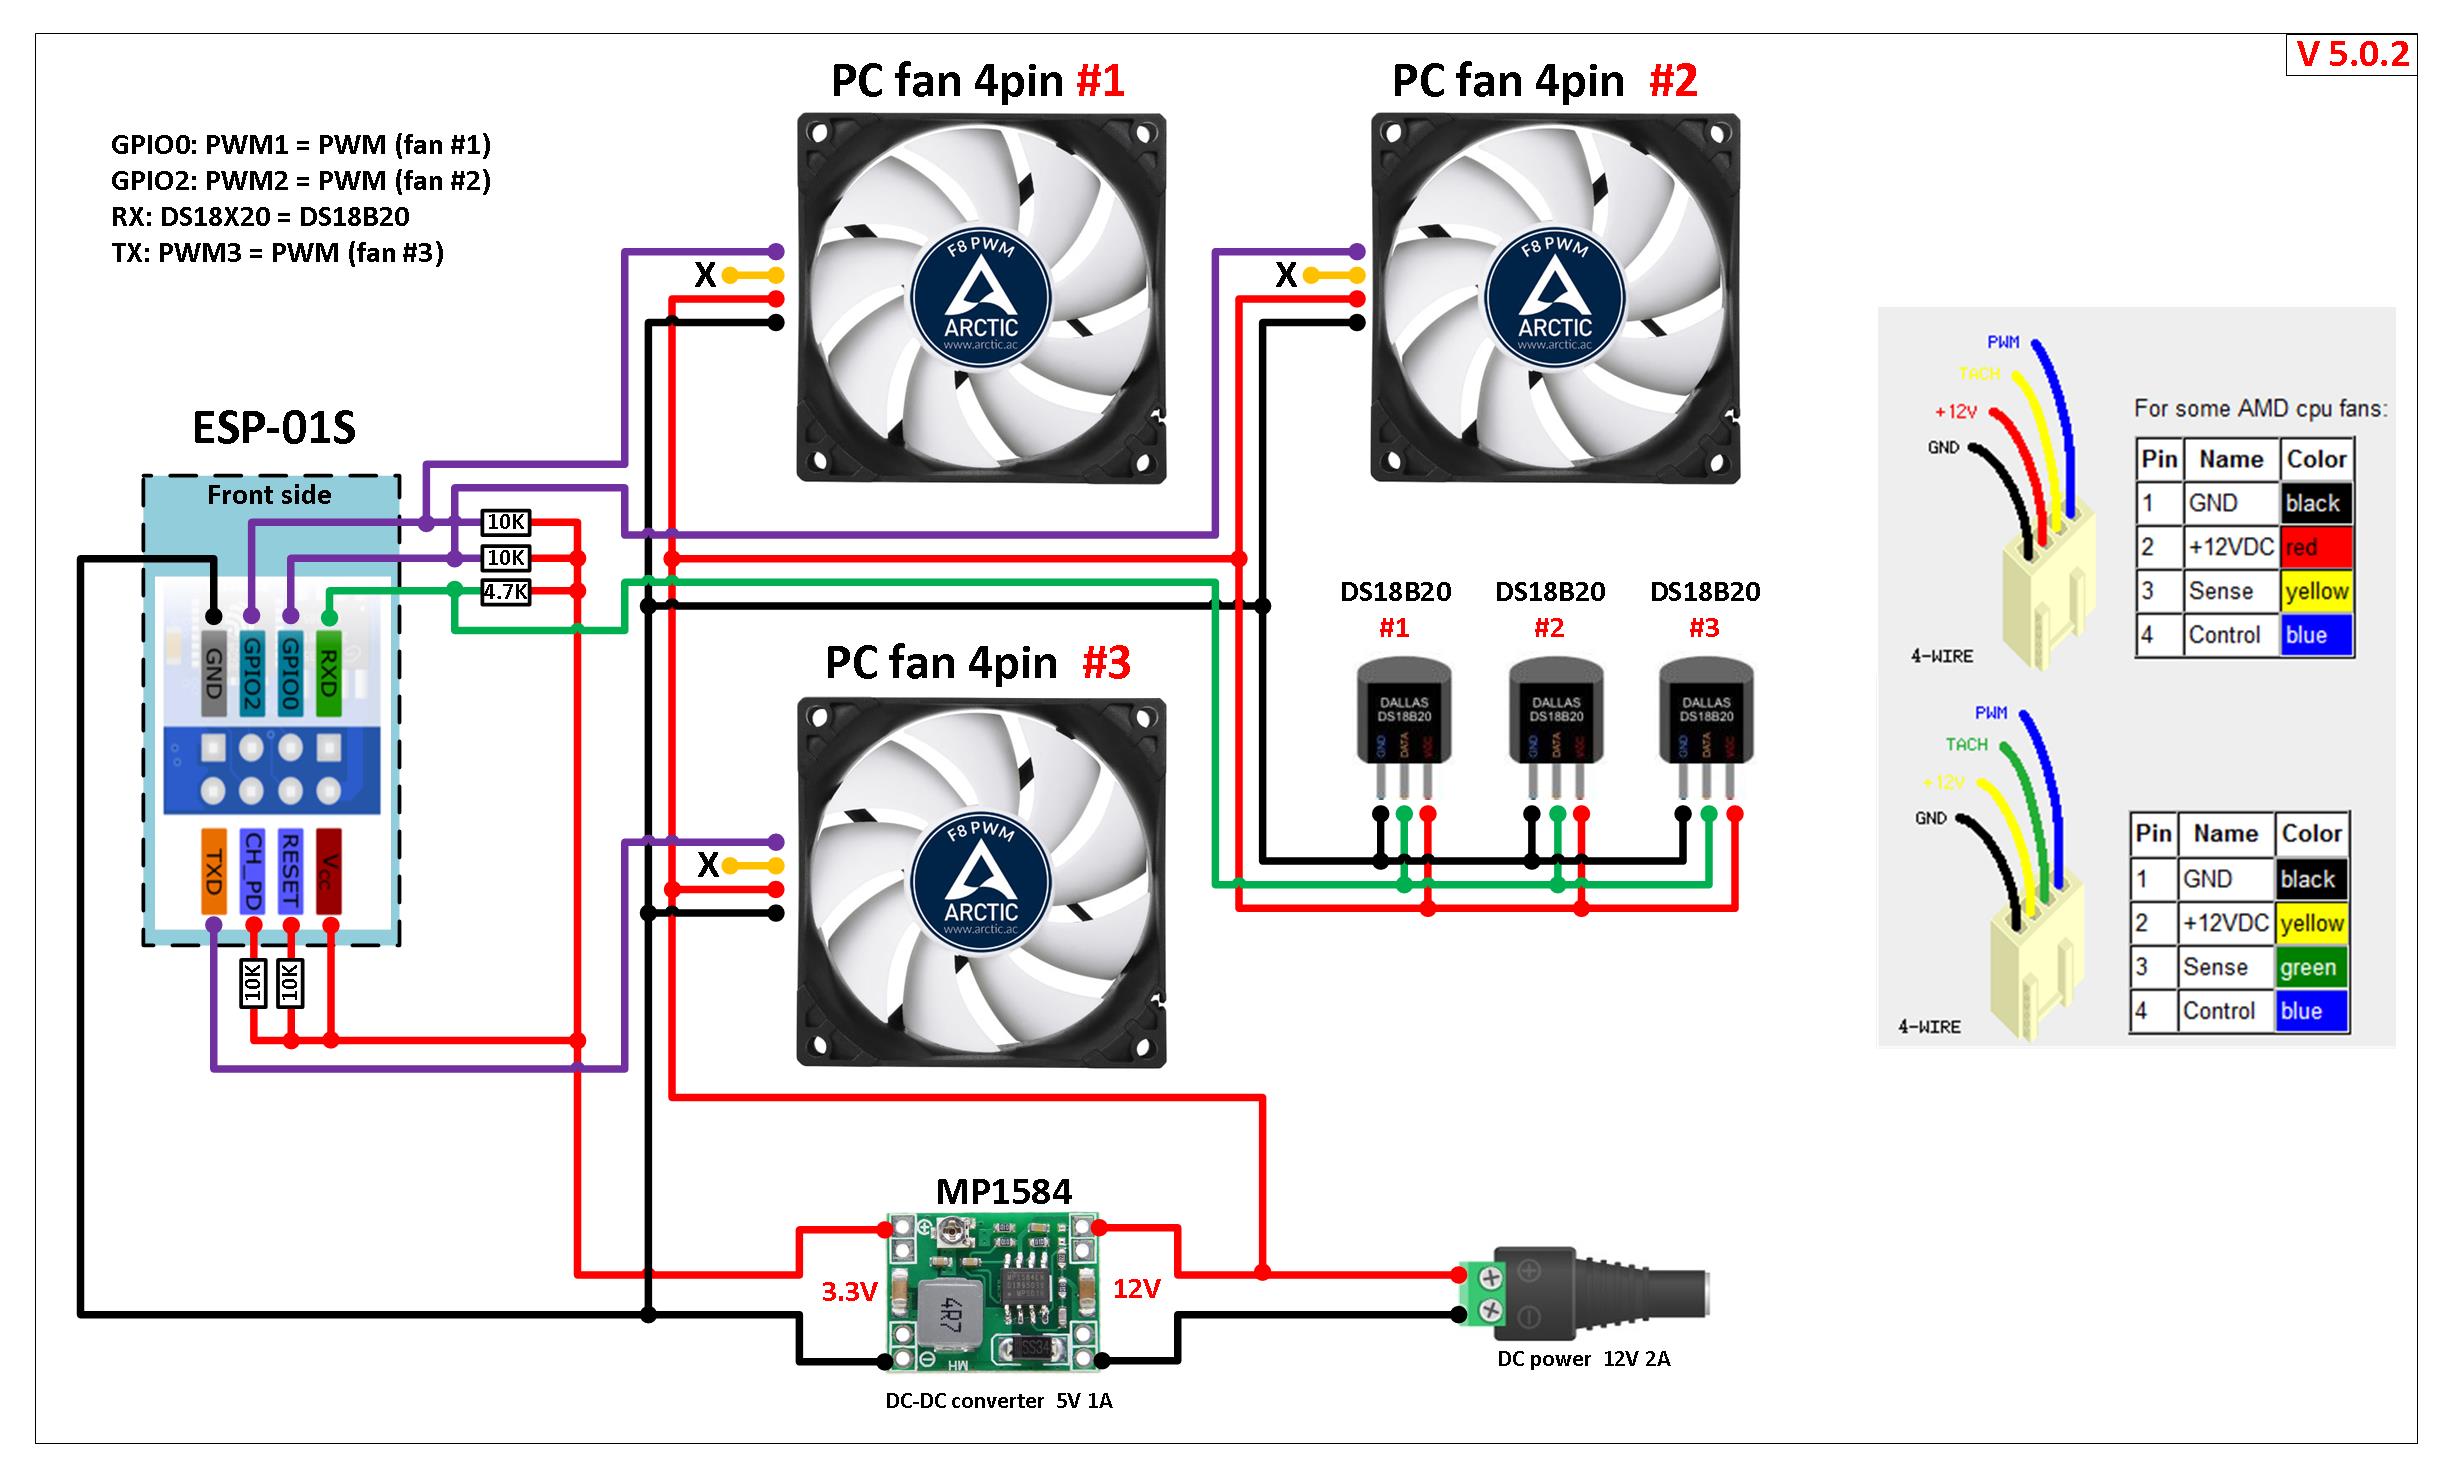 V 5.0.2
PC fan 4pin #1
PC fan 4pin #2
GPIO0: PWM1 = PWM (fan #1)
GPIO2: PWM2 = PWM (fan #2)
RX: DS18X20 = DS18B20
TX: PWM3 = PWM (fan #3)
X
X
F8 PWM
ARCTIC
www.arctic.ac
F8 PWM
ARCTIC
www.arctic.ac
ESP-01S
Front side
10K
10K
4.7K
GND
GPIO2
GPIO0
RXD
TXD
CH_PD
RESET
Vcc
10K
10K
PC fan 4pin #3
X
F8 PWM
ARCTIC
DS18B20
#1
DS18B20
#2
DS18B20
#3
DALLAS
DS18B20
GND
DATA
VCC
DALLAS
DS18B20
GND
DATA
VCC
DALLAS
DS18B20
GND
DATA
VCC
www.arctic.ac
PWM
TACH
+12V
GND
4-WIRE
For some AMD cpu fans:
Pin Name Color
1 GND black
2 +12VDC red
3 Sense yellow
4 Control blue
PWM
TACH
+12V
GND
4-WIRE
Pin Name Color
1 GND black
2 +12VDC yellow
3 Sense green
4 Control blue
MP1584
3.3V
12V
4R7
SS34
MH
DC-DC converter 5V 1A
DC power 12V 2A